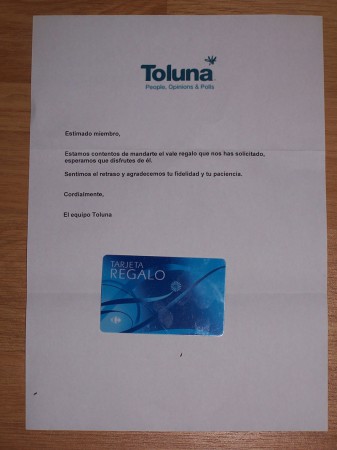 Toluna
People, Opinions & Polls
Estimado miembro,
Estamos contentos de mandarte el vale regalo que nos has solicitado,
esperamos que disfrutes de él.
Sentimos el retraso y agradecemos tu fidelidad y tu paciencia.
Cordialmente,
El equipo Toluna
TARJETA
REGALO